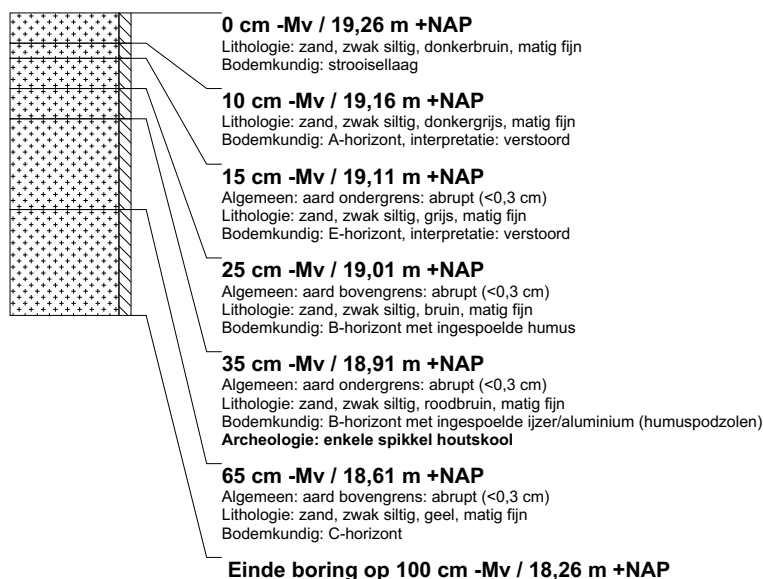 0 cm -Mv / 19,26 m +NAP
Lithologie: zand, zwak siltig, donkerbruin, matig fijn
Bodemkundig: strooisellaag
10 cm -Mv / 19,16 m +NAP
Lithologie: zand, zwak siltig, donkergrijs, matig fijn
Bodemkundig: A-horizont, interpretatie: verstoord
15 cm -Mv / 19,11 m +NAP
Algemeen: aard ondergrens: abrupt (<0,3 cm)
Lithologie: zand, zwak siltig, grijs, matig fijn
Bodemkundig: E-horizont, interpretatie: verstoord
25 cm -Mv / 19,01 m +NAP
Algemeen: aard bovengrens: abrupt (<0,3 cm)
Lithologie: zand, zwak siltig, bruin, matig fijn
Bodemkundig: B-horizont met ingespoelde humus
35 cm -Mv / 18,91 m +NAP
Algemeen: aard ondergrens: abrupt (<0,3 cm)
Lithologie: zand, zwak siltig, roodbruin, matig fijn
Bodemkundig: B-horizont met ingespoelde ijzer/aluminium (humuspodzolen)
Archeologie: enkele spikkel houtskool
65 cm -Mv / 18,61 m +NAP
Algemeen: aard bovengrens: abrupt (<0,3 cm)
Lithologie: zand, zwak siltig, geel, matig fijn
Bodemkundig: C-horizont
Einde boring op 100 cm -Mv / 18,26 m +NAP